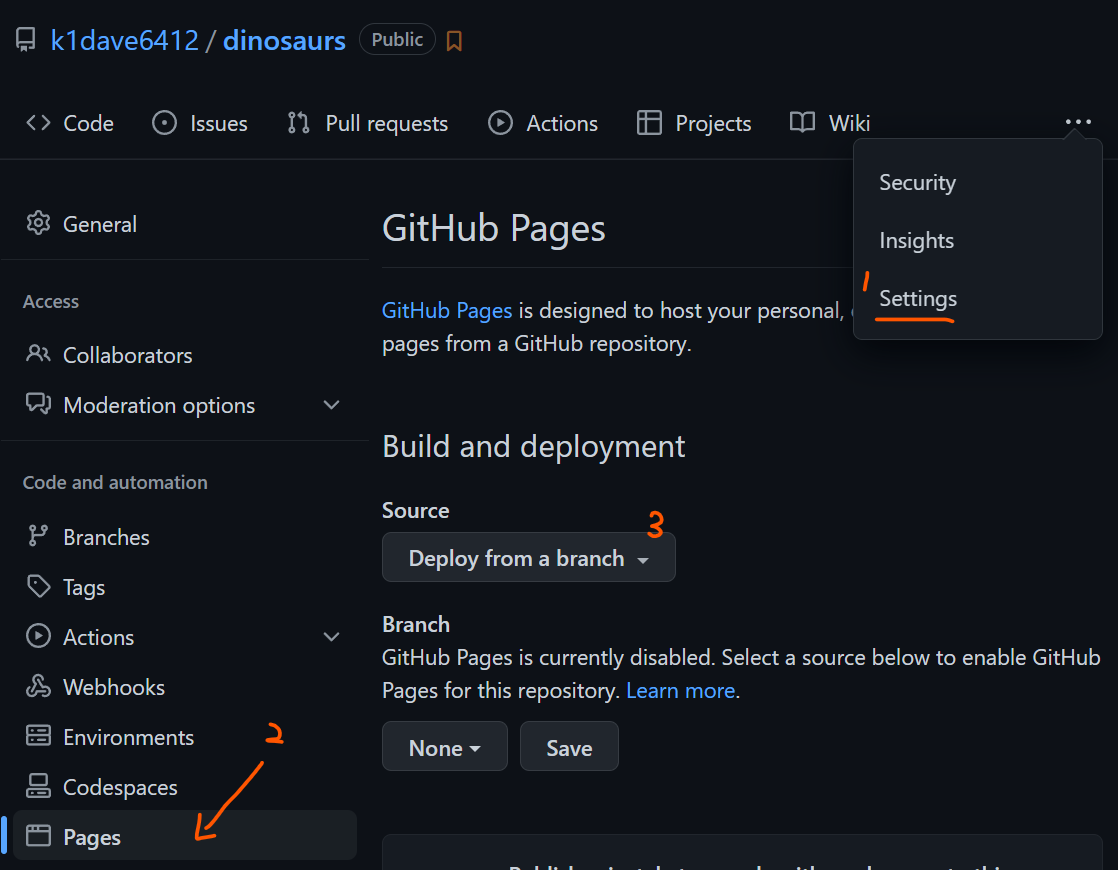 k1dave6412 / dinosaurs Public
Code Issues Pull requests Actions Projects Wiki ...
Security
Insights
1 Settings
General
Access
Collaborators
Moderation options
Code and automation
Branches
Tags
Actions
Webhooks
Environments
2
Codespaces
Pages
GitHub Pages
GitHub Pages is designed to host your personal,
pages from a GitHub repository.
Build and deployment
Source
3
Deploy from a branch
Branch
GitHub Pages is currently disabled. Select a source below to enable GitHub
Pages for this repository. Learn more.
None Save